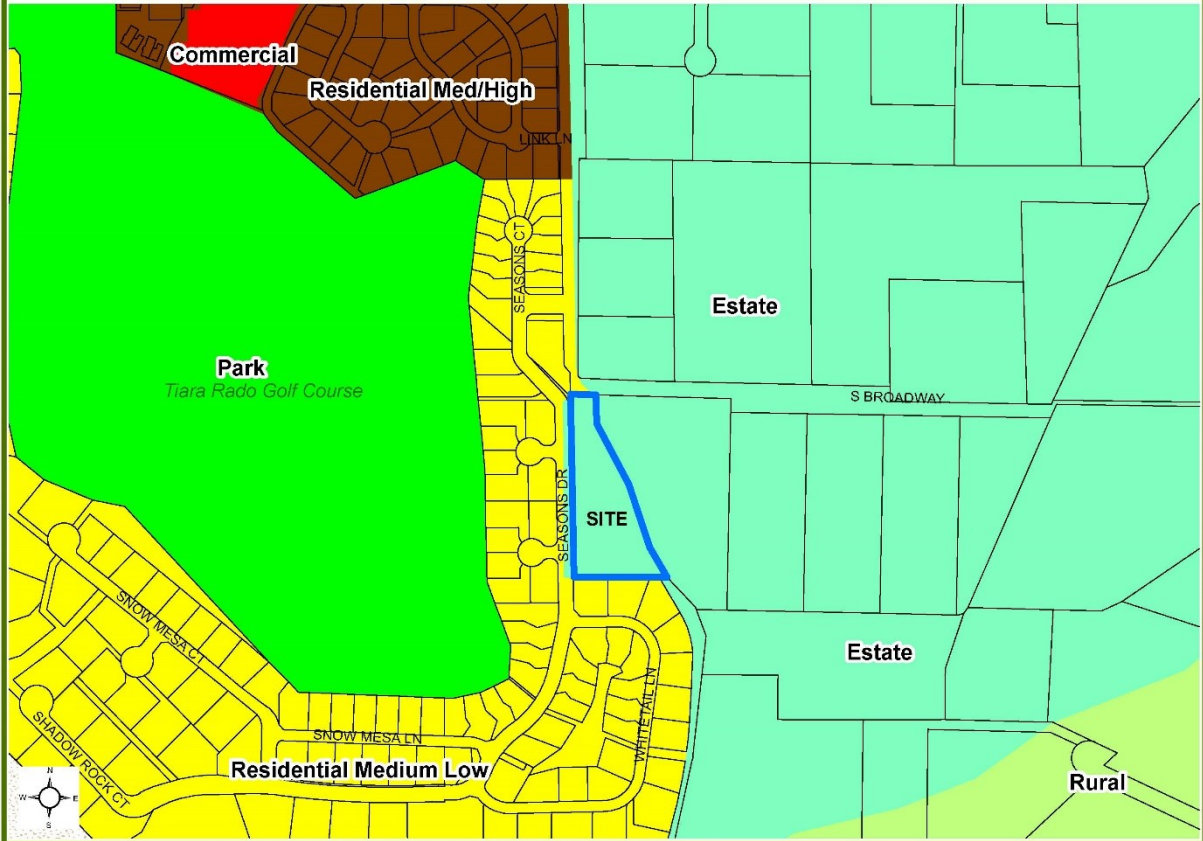 Commercial
Residential Med/High
LINK LN
SEASONS CT
Estate
Park
Tiara Rado Golf Course
S BROADWAY
SEASONS DR
SITE
SNOW MESA CT
Estate
WHITETAIL LN
SHADOW ROCK CT
SNOW MESA LN
Residential Medium Low
Rural
N
W
E
S